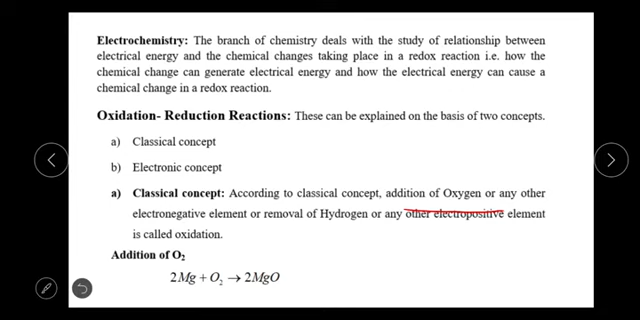 Electrochemistry: The branch of chemistry deals with the study of relationship between
electrical energy and the chemical changes taking place in a redox reaction i.e. how the
chemical change can generate electrical energy and how the electrical energy can cause a
chemical change in a redox reaction.
Oxidation- Reduction Reactions: These can be explained on the basis of two concepts.
a) Classical concept
b) Electronic concept
a) Classical concept: According to classical concept, addition of Oxygen or any other
electronegative element or removal of Hydrogen or any other electropositive element
is called oxidation.
Addition of O₂
2Mg + O₂ → 2MgO